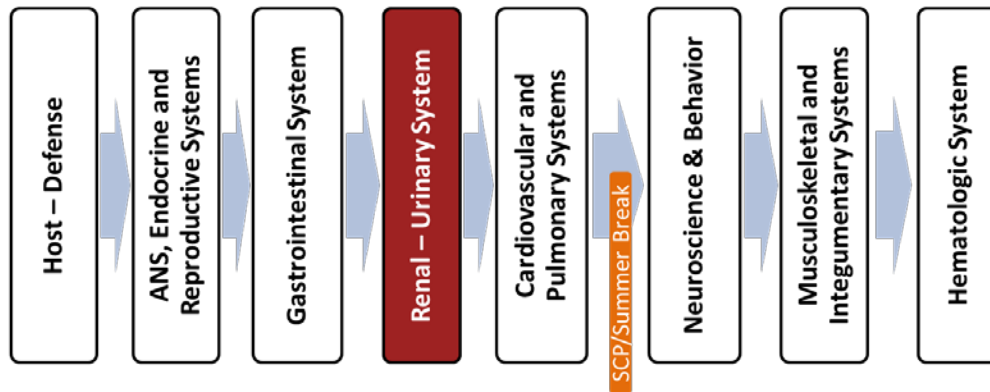 Host – Defense
ANS, Endocrine and
Reproductive Systems
Gastrointestinal System
Renal – Urinary System
Cardiovascular and
Pulmonary Systems
SCP/Summer Break
Neuroscience & Behavior
Musculoskeletal and
Integumentary Systems
Hematologic System